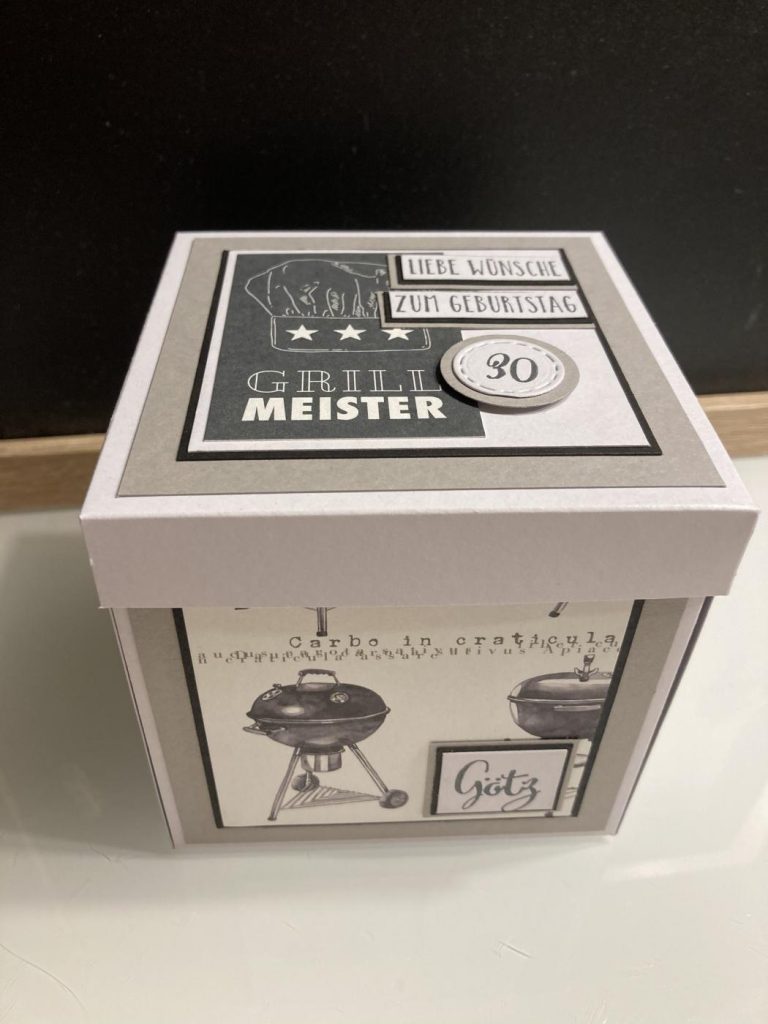 LIEBE WÜNSCHE
ZUM GEBURTSTAG
30
GRILL
MEISTER
Carbo in craticula
Götz